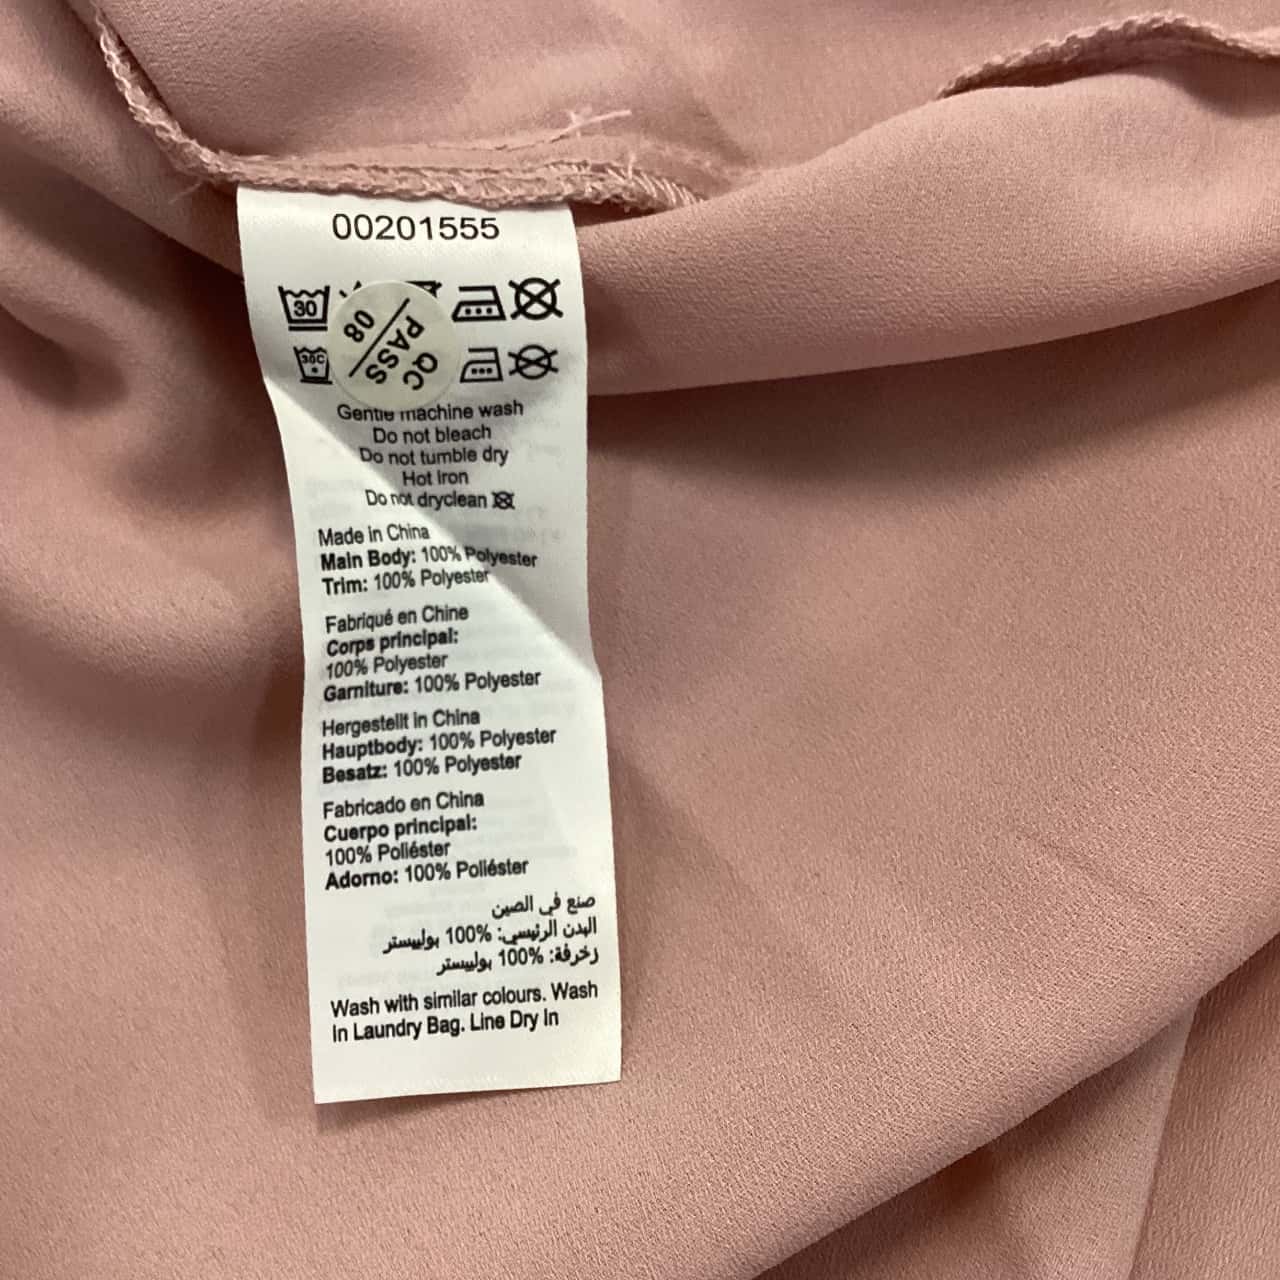 00201555
30
30C
QC
PASS
08
Gentle machine wash
Do not bleach
Do not tumble dry
Hot iron
Do not dryclean
Made in China
Main Body: 100% Polyester
Trim: 100% Polyester
Fabriqué en Chine
Corps principal:
100% Polyester
Garniture: 100% Polyester
Hergestellt in China
Hauptbody: 100% Polyester
Besatz: 100% Polyester
Fabricado en China
Cuerpo principal:
100% Poliéster
Adorno: 100% Poliéster
صنع في الصين
البدن الرئيسي: 100% بولييستر
زخرفة: 100% بولييستر
Wash with similar colours. Wash
In Laundry Bag. Line Dry In